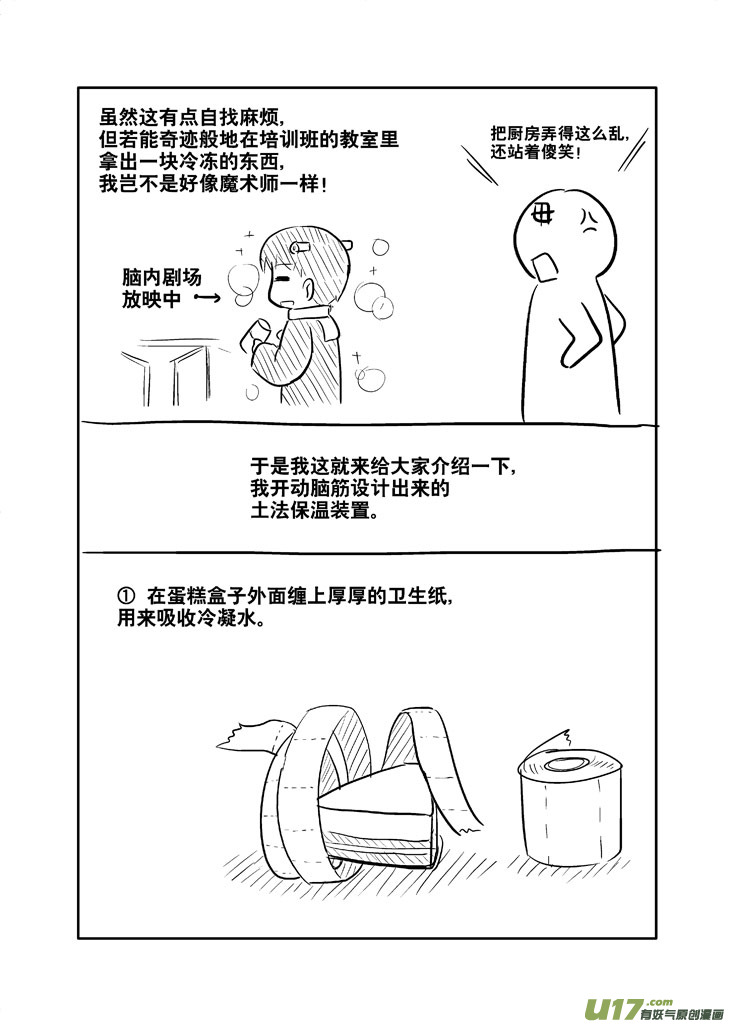 虽然这有点自找麻烦，
但若能奇迹般地在培训班的教室里
拿出一块冷冻的东西，
我岂不是好像魔术师一样！
把厨房弄得这么乱，
还站着傻笑！
毋
脑内剧场
放映中
于是我这就来给大家介绍一下，
我开动脑筋设计出来的
土法保温装置。
① 在蛋糕盒子外面缠上厚厚的卫生纸，
用来吸收冷凝水。
U17.com
有妖气原创漫画